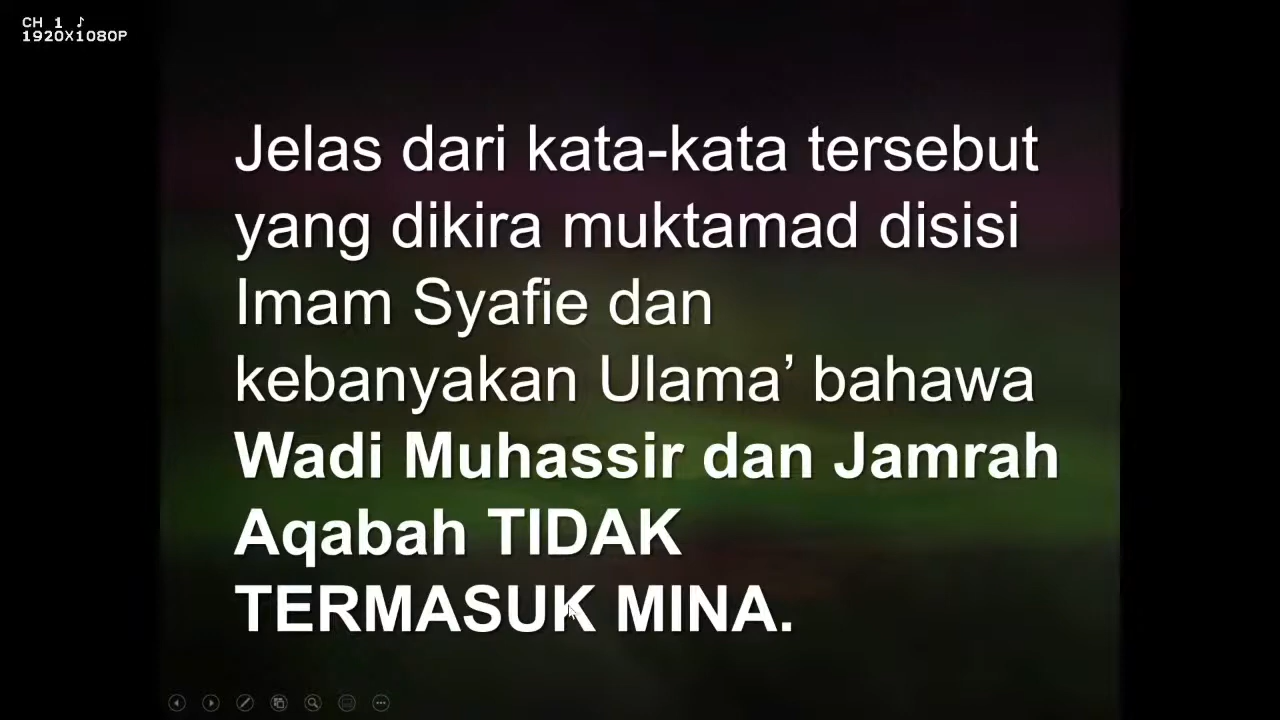 CH 1 ♪
1920X1080P
Jelas dari kata-kata tersebut
yang dikira muktamad disisi
Imam Syafie dan
kebanyakan Ulama’ bahawa
Wadi Muhassir dan Jamrah
Aqabah TIDAK
TERMASUK MINA.